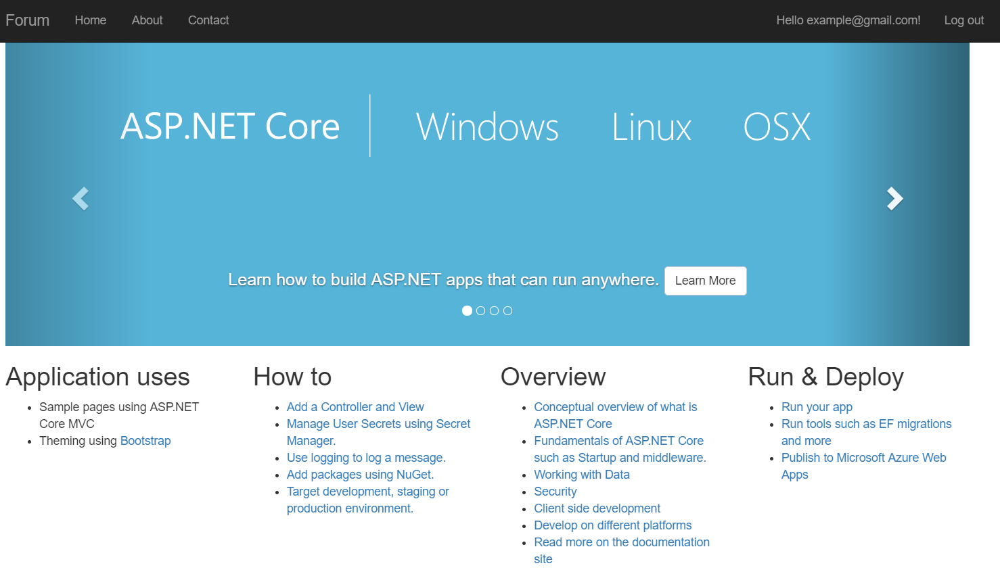 Forum Home About Contact Hello example@gmail.com! Log out
ASP.NET Core Windows Linux OSX
Learn how to build ASP.NET apps that can run anywhere. Learn More
Application uses
Sample pages using ASP.NET
Core MVC
Theming using Bootstrap
How to
Add a Controller and View
Manage User Secrets using Secret
Manager.
Use logging to log a message.
Add packages using NuGet.
Target development, staging or
production environment.
Overview
Conceptual overview of what is
ASP.NET Core
Fundamentals of ASP.NET Core
such as Startup and middleware.
Working with Data
Security
Client side development
Develop on different platforms
Read more on the documentation
site
Run & Deploy
Run your app
Run tools such as EF migrations
and more
Publish to Microsoft Azure Web
Apps